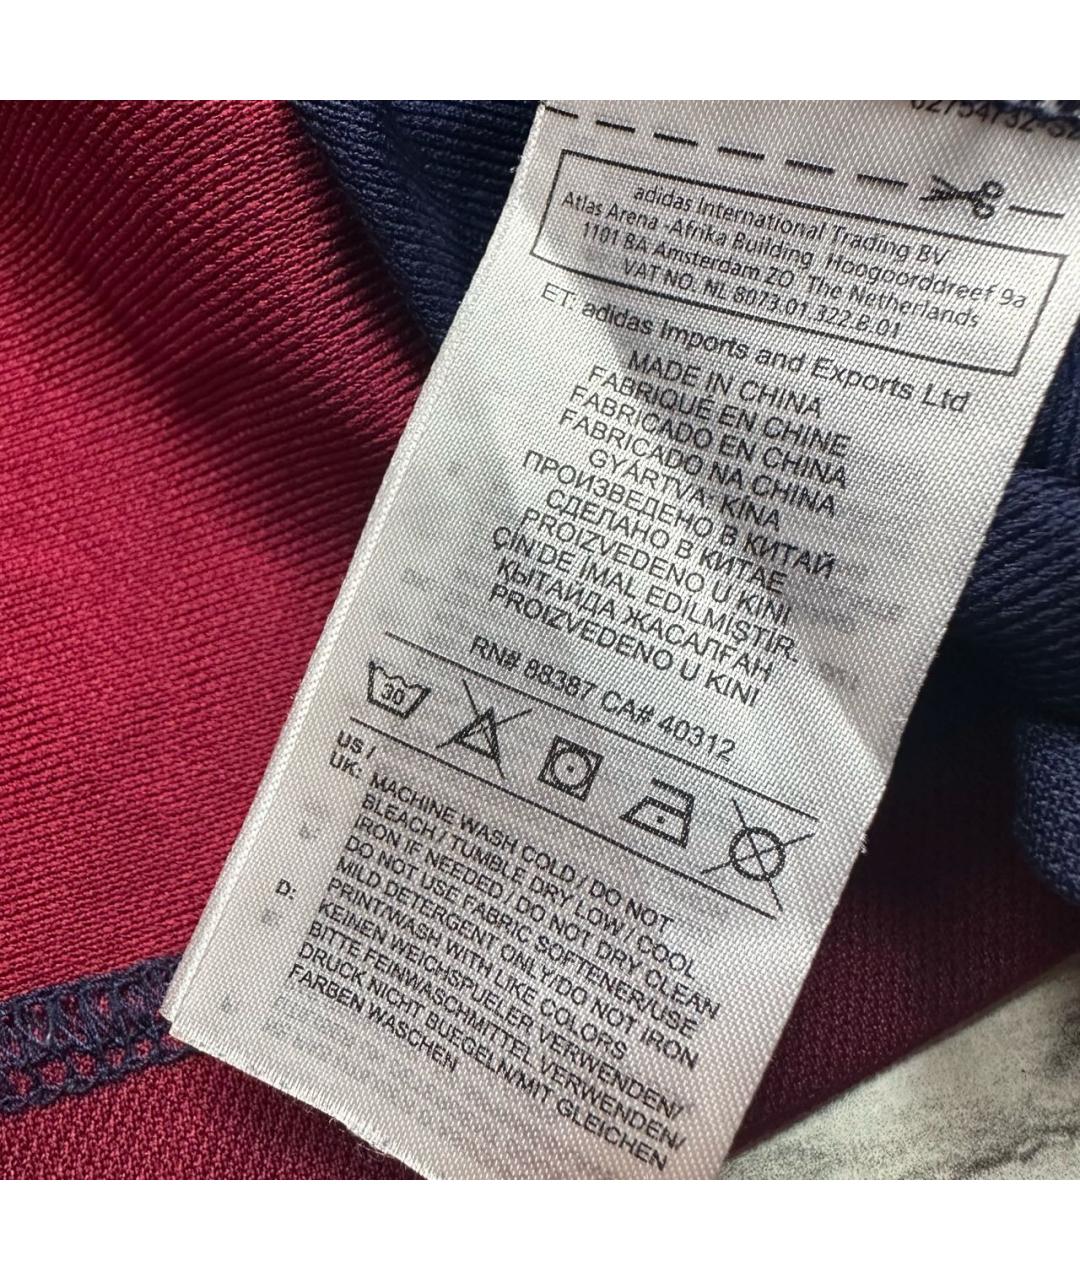 adidas International Trading BV
Atlas Arena -Afrika Building, Hoogoorddreef 9a
1101 BA Amsterdam ZO, The Netherlands
VAT NO. NL 8073.01.322.B.01
ET: adidas Imports and Exports Ltd
MADE IN CHINA
FABRIQUÉ EN CHINE
FABRICADO EN CHINA
FABRICADO NA CHINA
GYÁRTVA: KINA
ПРОИЗВЕДЕНО В КИТАЙ
СДЕЛАНО В КИТАЕ
PROIZVEDENO U KINI
ÇIN'DE IMAL EDILMIŞTIR.
ҚЫТАЙДА ЖАСАЛҒАН
PROIZVEDENO U KINI
RN# 88387 CA# 40312
30
US /
UK: MACHINE WASH COLD / DO NOT
BLEACH / TUMBLE DRY LOW / COOL
IRON IF NEEDED / DO NOT DRY CLEAN
DO NOT USE FABRIC SOFTENER/USE
MILD DETERGENT ONLY/DO NOT IRON
PRINT/WASH WITH LIKE COLORS
D: KEINEN WEICHSPUELER VERWENDEN/
BITTE FEINWASCHMITTEL VERWENDEN/
DRUCK NICHT BUEGELN/MIT GLEICHEN
FARBEN WASCHEN